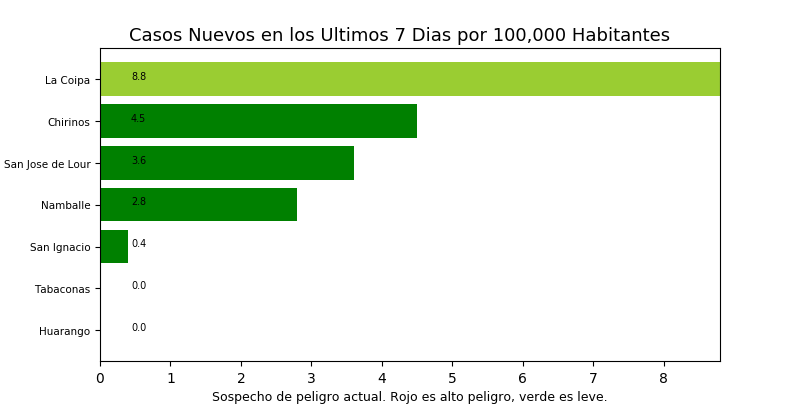 Casos Nuevos en los Ultimos 7 Dias por 100,000 Habitantes
La Coipa 8.8
Chirinos 4.5
San Jose de Lour 3.6
Namballe 2.8
San Ignacio 0.4
Tabaconas 0.0
Huarango 0.0
0 1 2 3 4 5 6 7 8
Sospecho de peligro actual. Rojo es alto peligro, verde es leve.